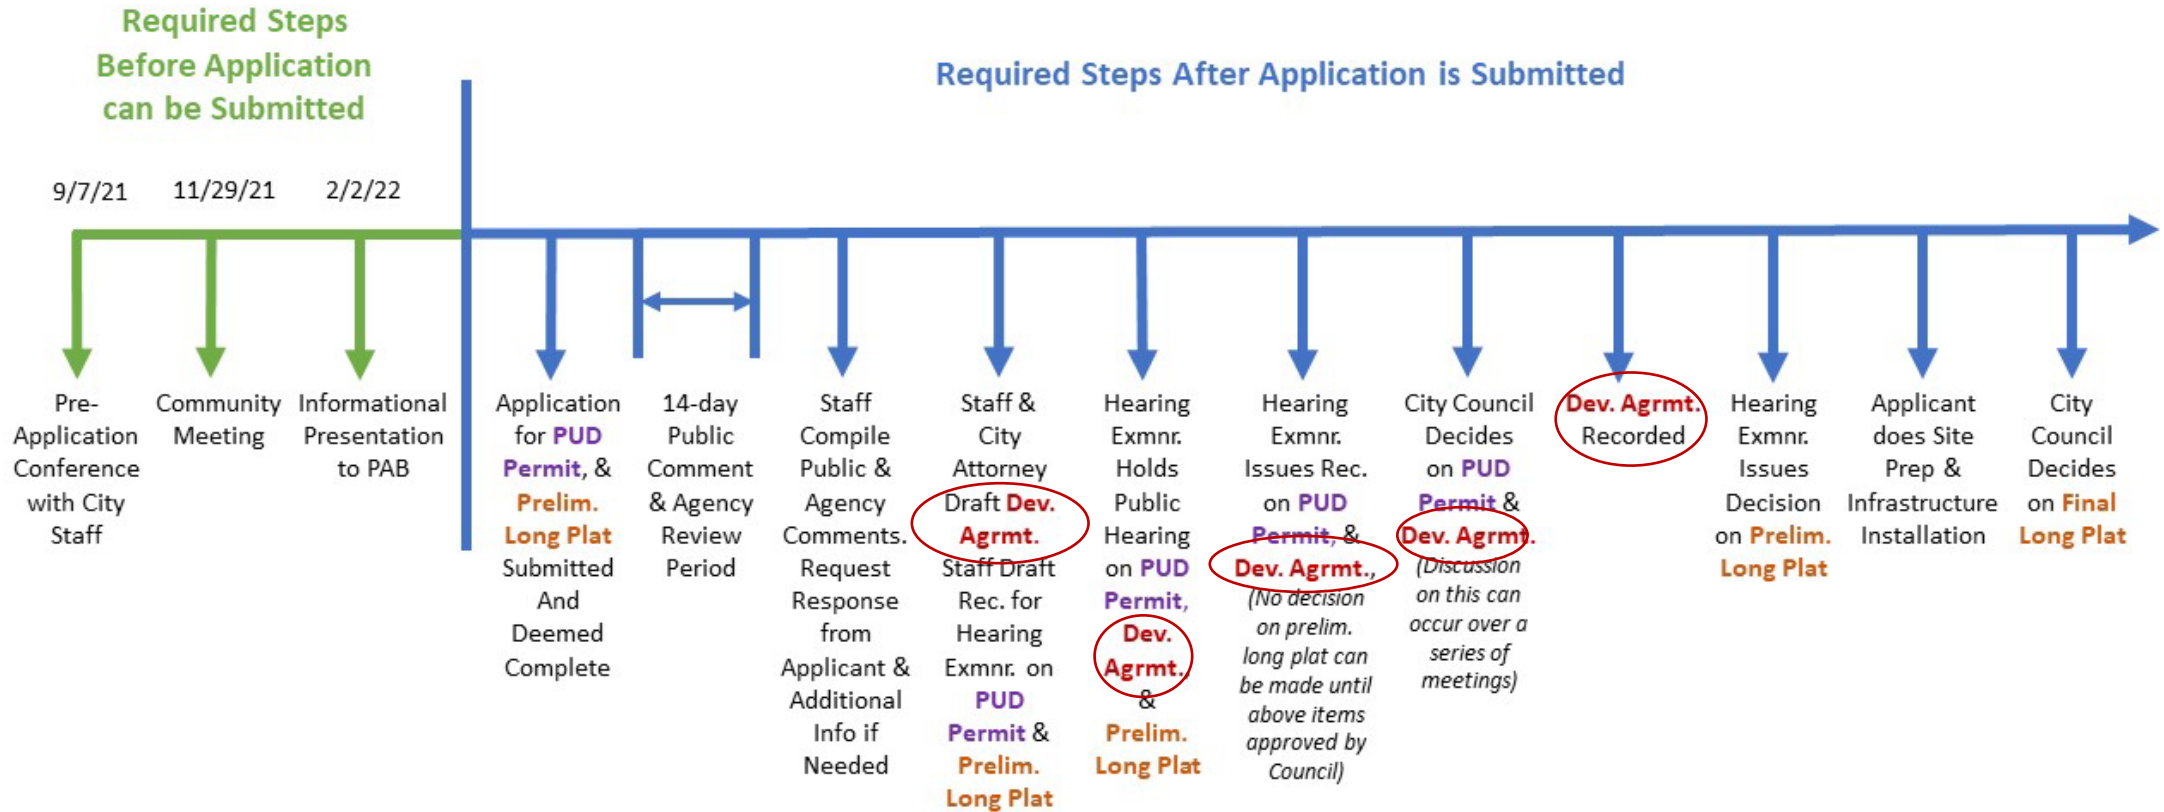 Required Steps
Before Application
can be Submitted
Required Steps After Application is Submitted
9/7/21
11/29/21
2/2/22
Pre-
Application
Conference
with City
Staff
Community
Meeting
Informational
Presentation
to PAB
Application
for PUD
Permit, &
Prelim.
Long Plat
Submitted
And
Deemed
Complete
14-day
Public
Comment
& Agency
Review
Period
Staff
Compile
Public &
Agency
Comments.
Request
Response
from
Applicant &
Additional
Info if
Needed
Staff &
City
Attorney
Draft Dev.
Agrmt.
Staff Draft
Rec. for
Hearing
Exmnr. on
PUD
Permit &
Prelim.
Long Plat
Hearing
Exmnr.
Holds
Public
Hearing
on PUD
Permit,
Dev.
Agrmt.,
&
Prelim.
Long Plat
Hearing
Exmnr.
Issues Rec.
on PUD
Permit, &
Dev. Agrmt.,
(No decision
on prelim.
long plat can
be made until
above items
approved by
Council)
City Council
Decides
on PUD
Permit &
Dev. Agrmt.
(Discussion
on this can
occur over a
series of
meetings)
Dev. Agrmt.
Recorded
Hearing
Exmnr.
Issues
Decision
on Prelim.
Long Plat
Applicant
does Site
Prep &
Infrastructure
Installation
City
Council
Decides
on Final
Long Plat